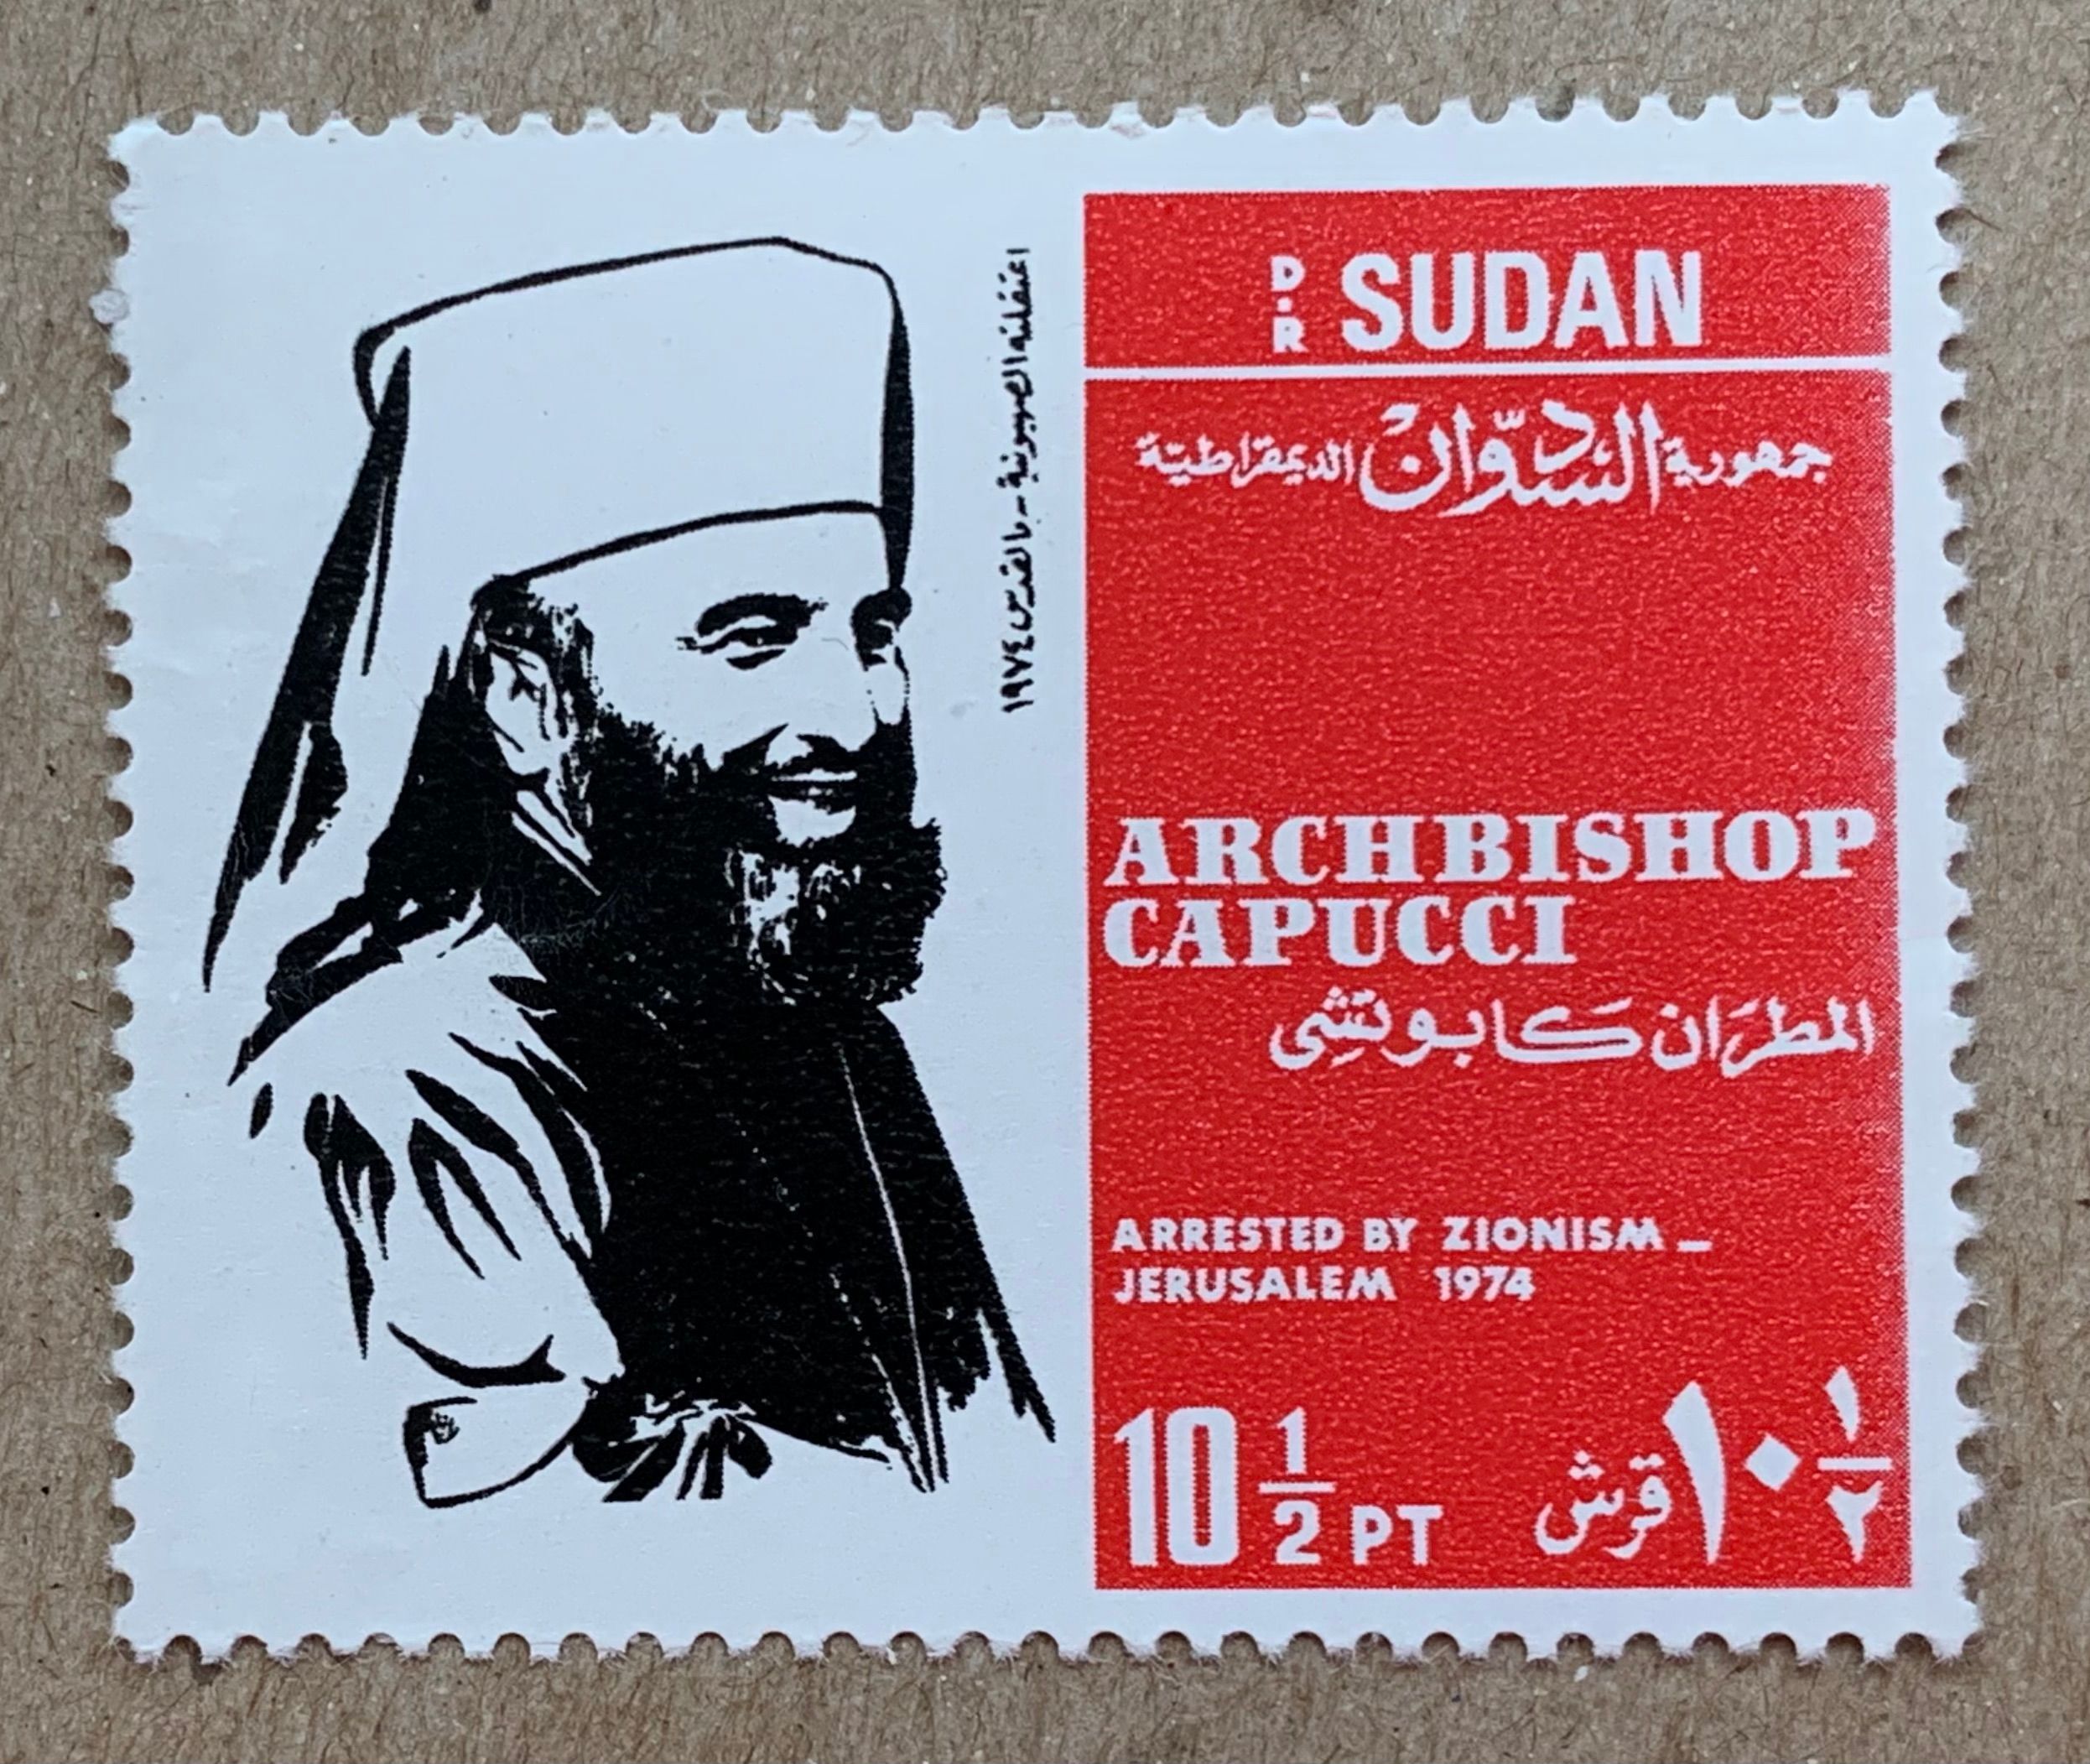 اعتقلته الصهيونية - بالقدس ١٩٧٤
D.R SUDAN
جمهورية السودان الديمقراطية
ARCHBISHOP
CAPUCCI
المطران كابوتشي
ARRESTED BY ZIONISM –
JERUSALEM 1974
10 1/2 PT
١٠ ١/٢ قرش